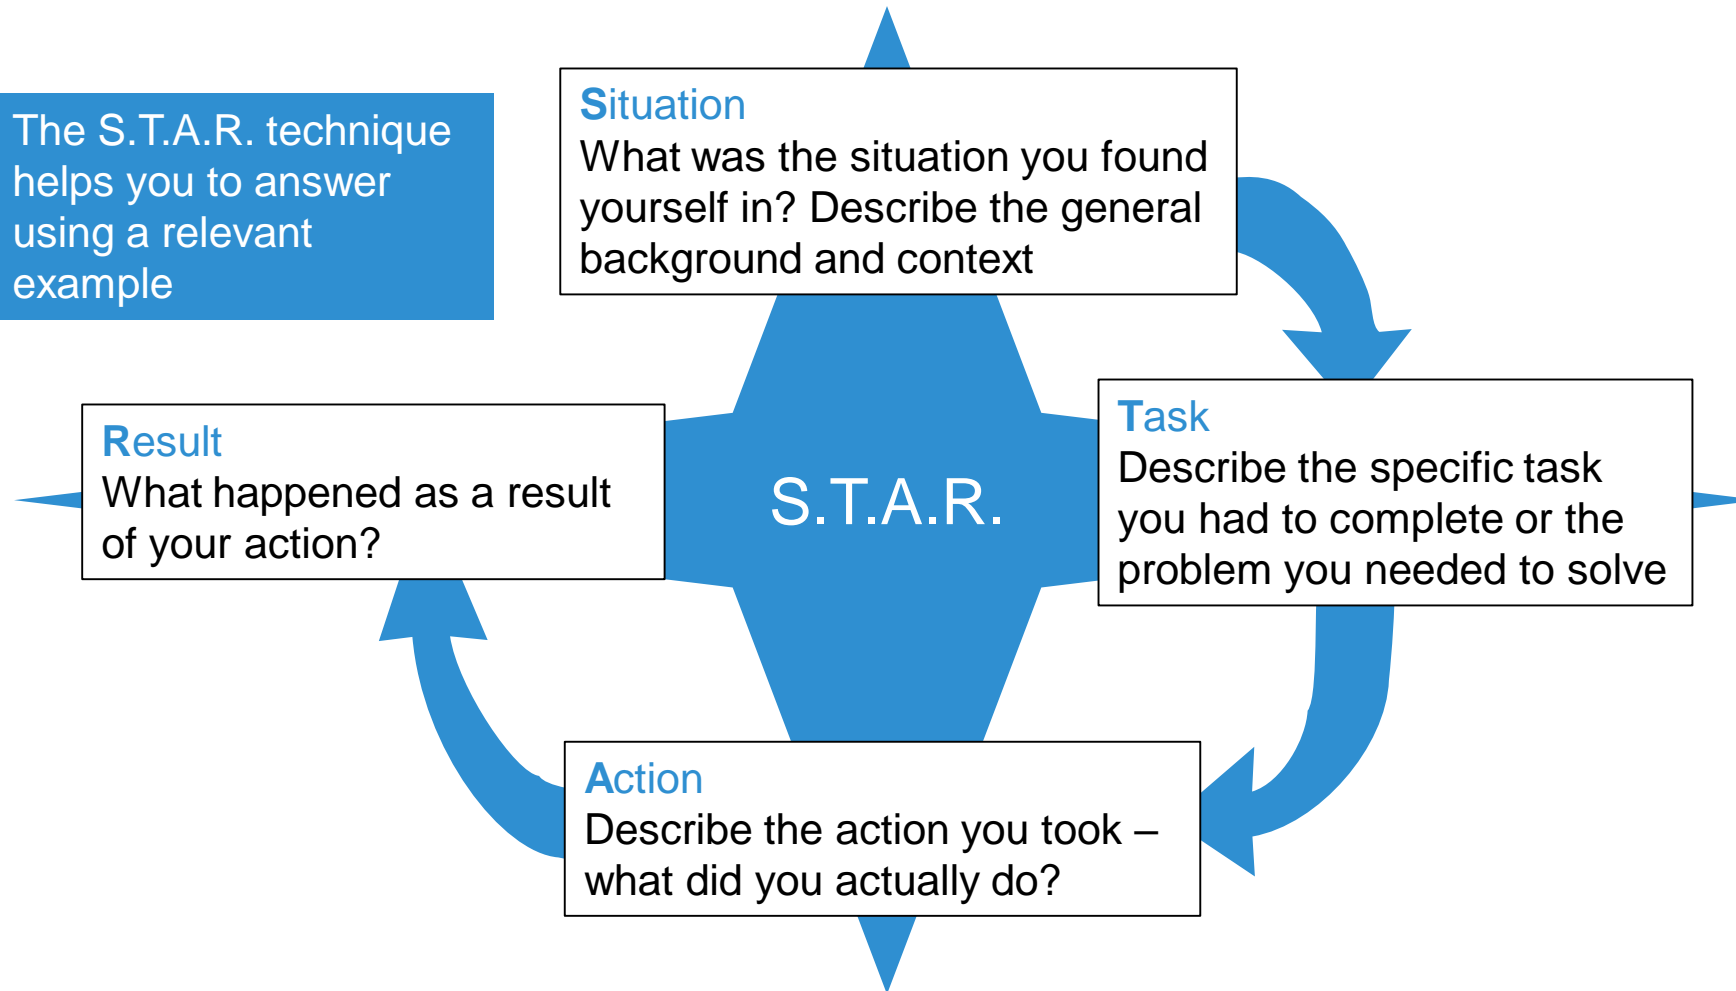 The S.T.A.R. technique
helps you to answer
using a relevant
example
Situation
What was the situation you found
yourself in? Describe the general
background and context
Task
Describe the specific task
you had to complete or the
problem you needed to solve
Action
Describe the action you took –
what did you actually do?
Result
What happened as a result
of your action?
S.T.A.R.